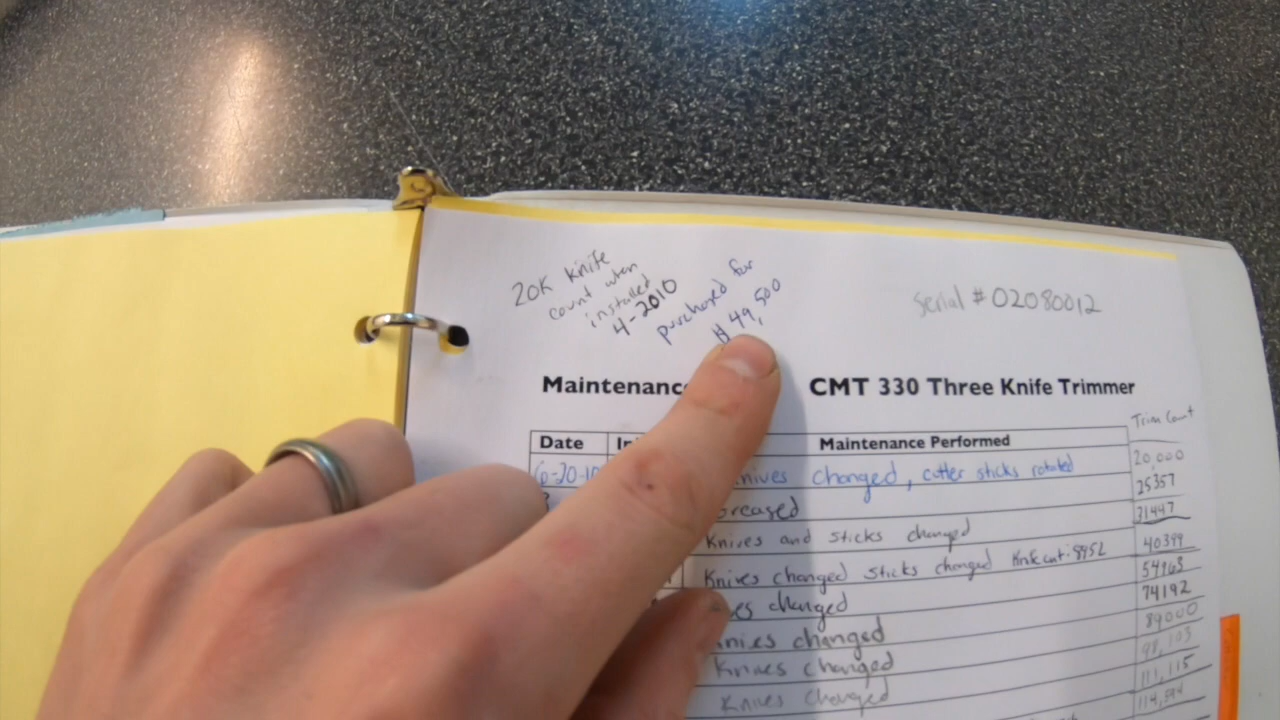 20K knife
count when
installed
4-2010
purchased for
$49,500
Serial #02080012
Maintenance
CMT 330 Three Knife Trimmer
Trim Count
Date Maintenance Performed
6-20-10 knives changed, cutter sticks rotated 20,000
greased 25357
Knives and sticks changed 31447
Knives changed sticks changed Knife cnt: 8952 40399
changed 54963
changed 74192
Knives changed 89000
Knives changed 98,103
111,115
114,594